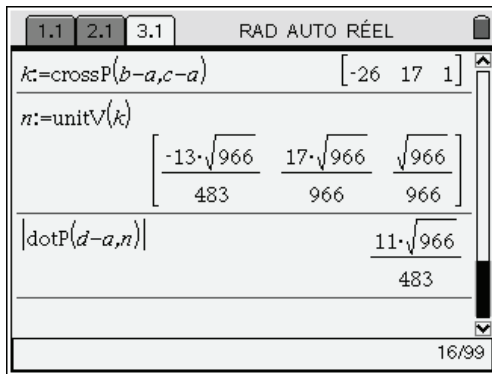 1.1 2.1 3.1 RAD AUTO RÉEL
k:=crossP(b−a,c−a) [-26 17 1]
n:=unitV(k)
[-13·√966/483 17·√966/966 √966/966]
|dotP(d−a,n)| 11·√966/483
16/99